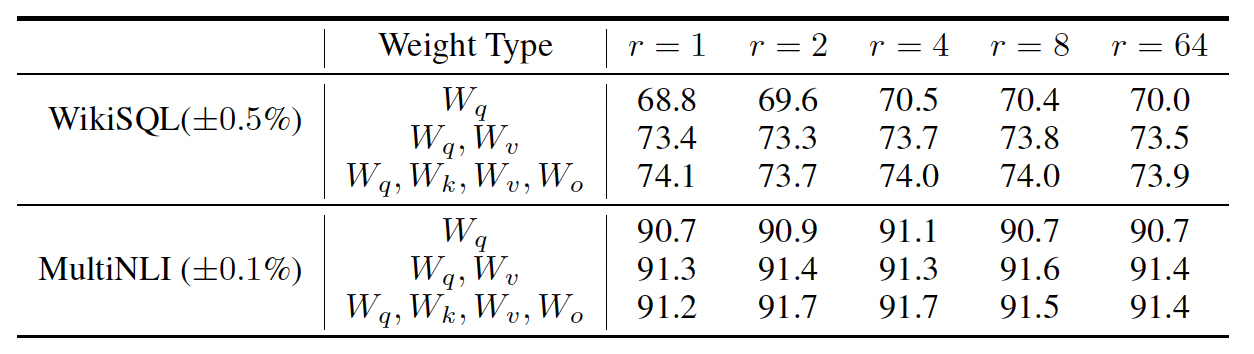 Weight Type r = 1 r = 2 r = 4 r = 8 r = 64
WikiSQL(±0.5%) W_q 68.8 69.6 70.5 70.4 70.0
W_q, W_v 73.4 73.3 73.7 73.8 73.5
W_q, W_k, W_v, W_o 74.1 73.7 74.0 74.0 73.9
MultiNLI (±0.1%) W_q 90.7 90.9 91.1 90.7 90.7
W_q, W_v 91.3 91.4 91.3 91.6 91.4
W_q, W_k, W_v, W_o 91.2 91.7 91.7 91.5 91.4